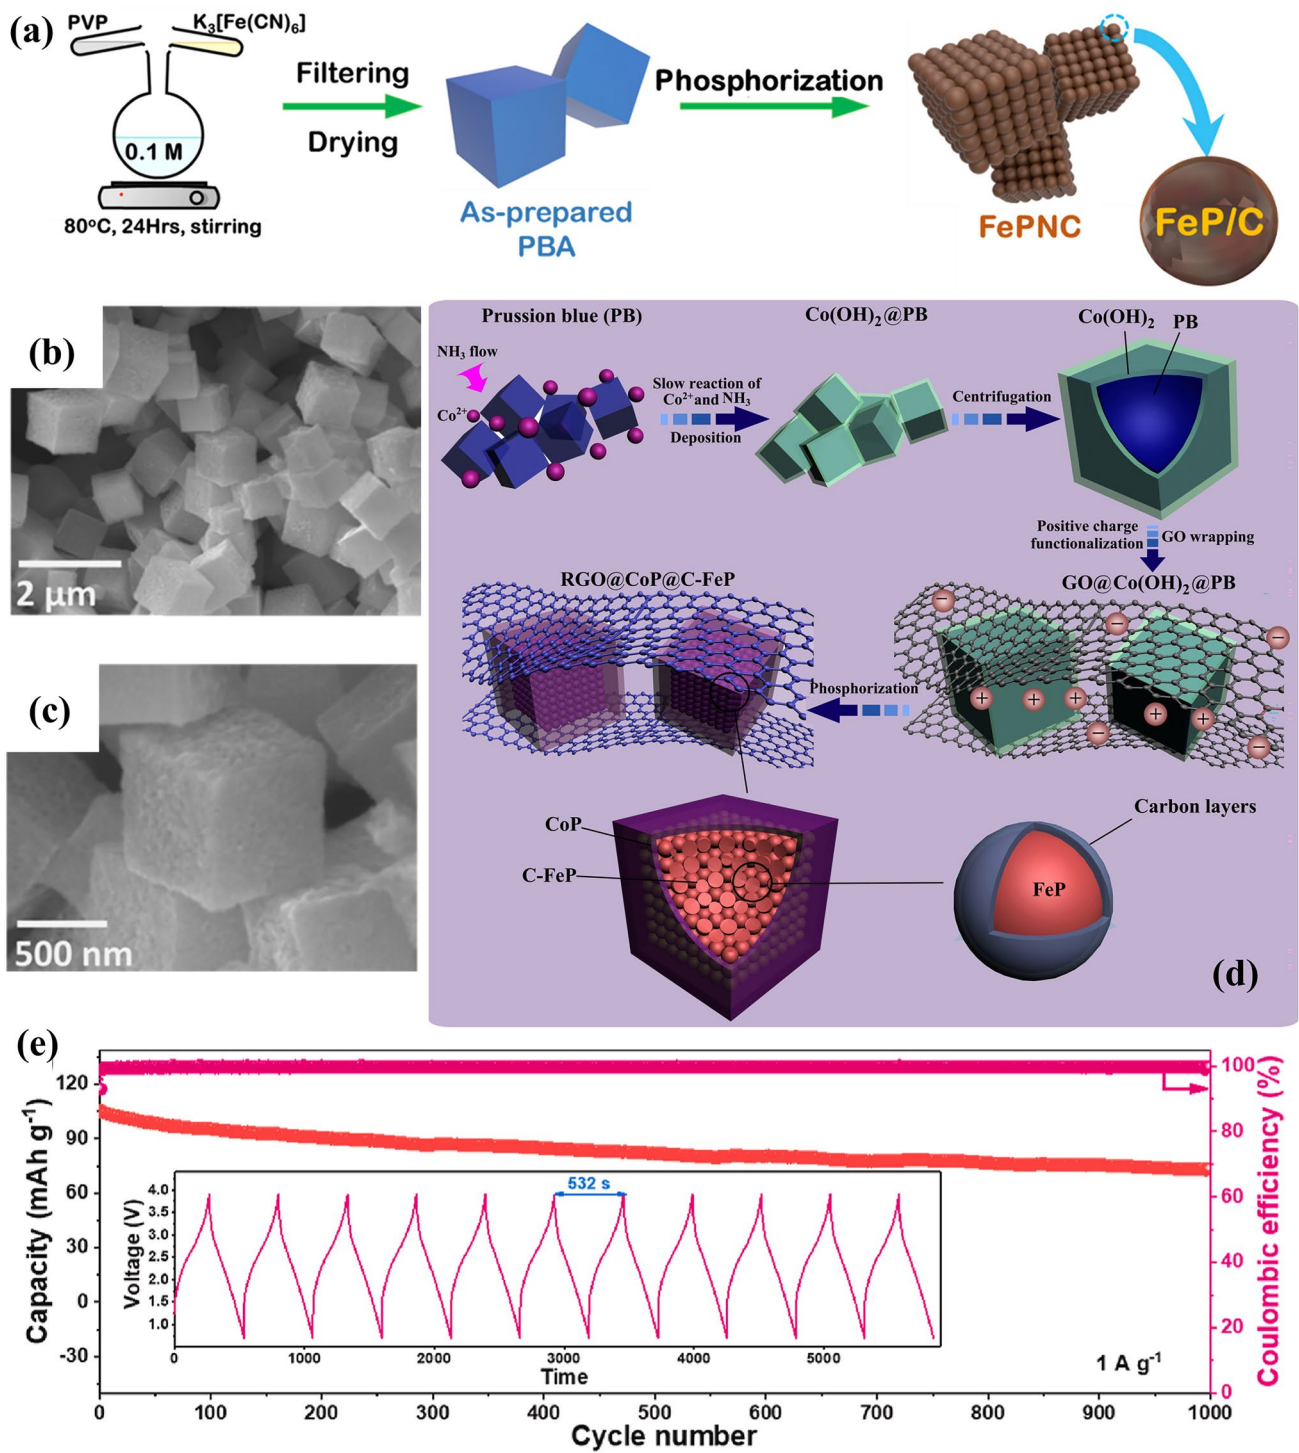 (a)
PVP
K₃[Fe(CN)₆]
0.1 M
80°C, 24Hrs, stirring
Filtering
Drying
As-prepared
PBA
Phosphorization
FePNC
FeP/C
(b)
2 μm
(c)
500 nm
Prussion blue (PB)
NH₃ flow
Co²⁺
Slow reaction of
Co²⁺ and NH₃
Deposition
Co(OH)₂@PB
Centrifugation
Co(OH)₂
PB
Positive charge
functionalization
GO wrapping
GO@Co(OH)₂@PB
RGO@CoP@C-FeP
Phosphorization
− − − − +
+ + + +
CoP
C-FeP
Carbon layers
FeP
(d)
(e)
Capacity (mAh g⁻¹)
120
90
60
30
0
-30
Voltage (V)
4.0
3.5
3.0
2.5
2.0
1.5
1.0
532 s
0 1000 2000 3000 4000 5000
Time
1 A g⁻¹
100
80
60
40
20
0
Coulombic efficiency (%)
0 100 200 300 400 500 600 700 800 900 1000
Cycle number